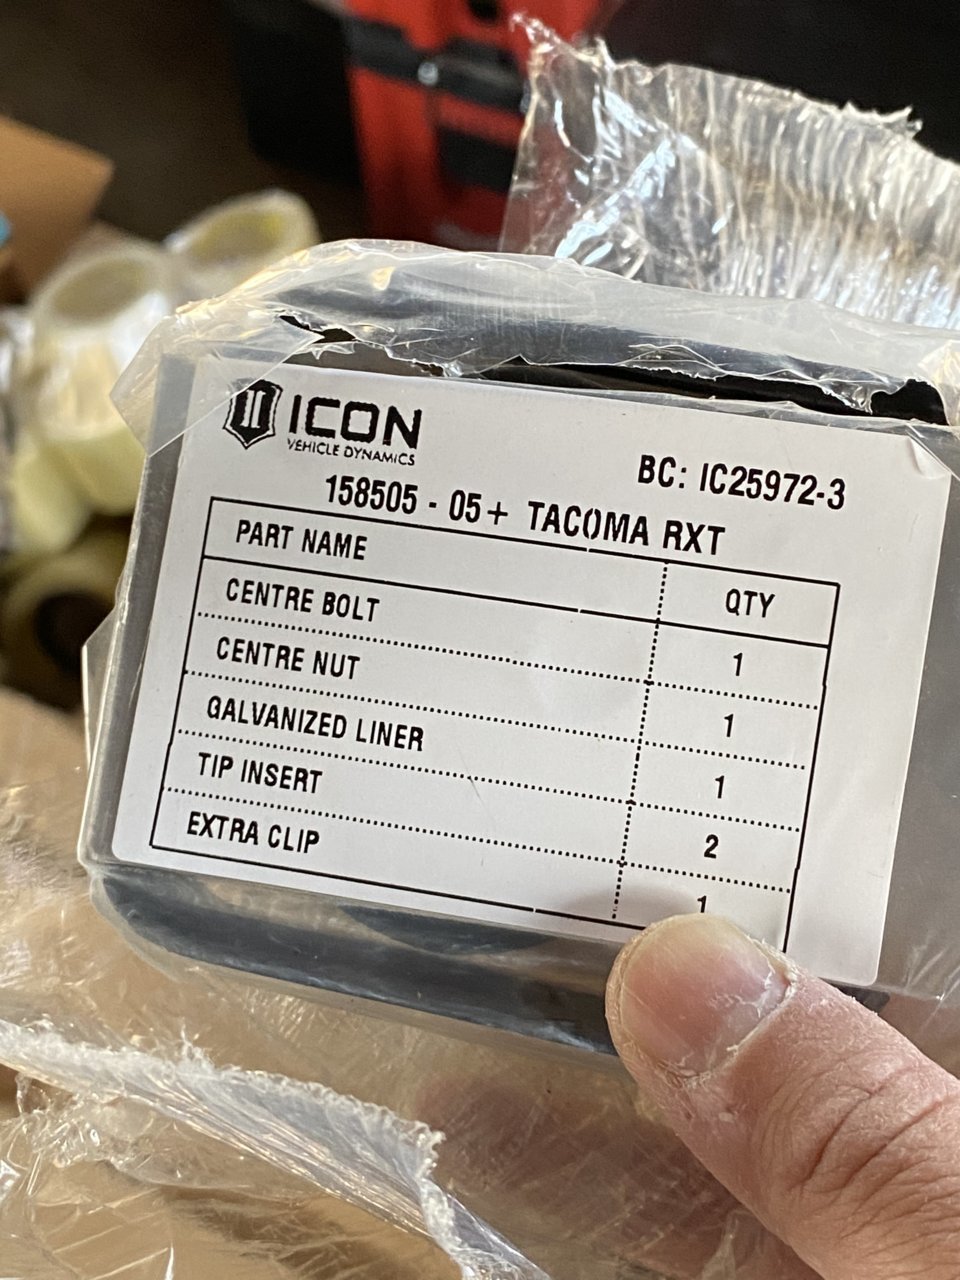 ICON
VEHICLE DYNAMICS
BC: IC25972-3
158505 - 05+ TACOMA RXT
PART NAME QTY
CENTRE BOLT 1
CENTRE NUT 1
GALVANIZED LINER 1
TIP INSERT 2
EXTRA CLIP 1